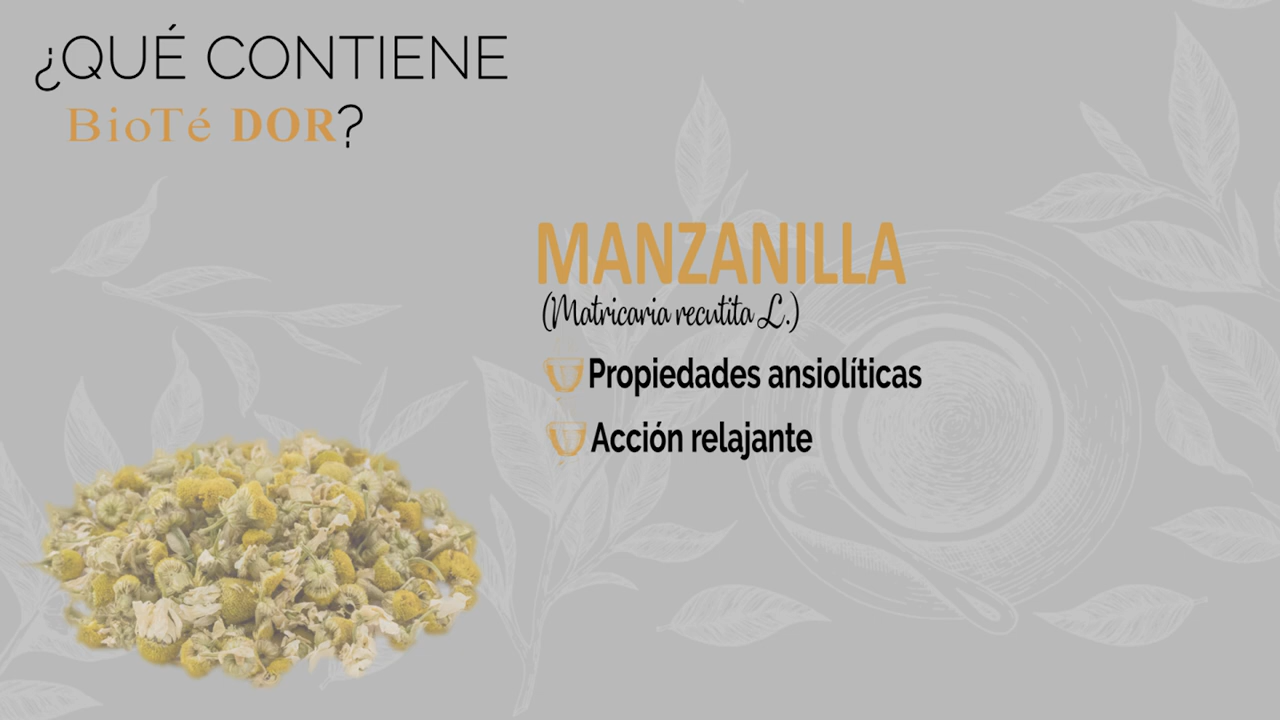 ¿QUÉ CONTIENE
BioTé DOR?
MANZANILLA
(Matricaria recutita L.)
Propiedades ansiolíticas
Acción relajante